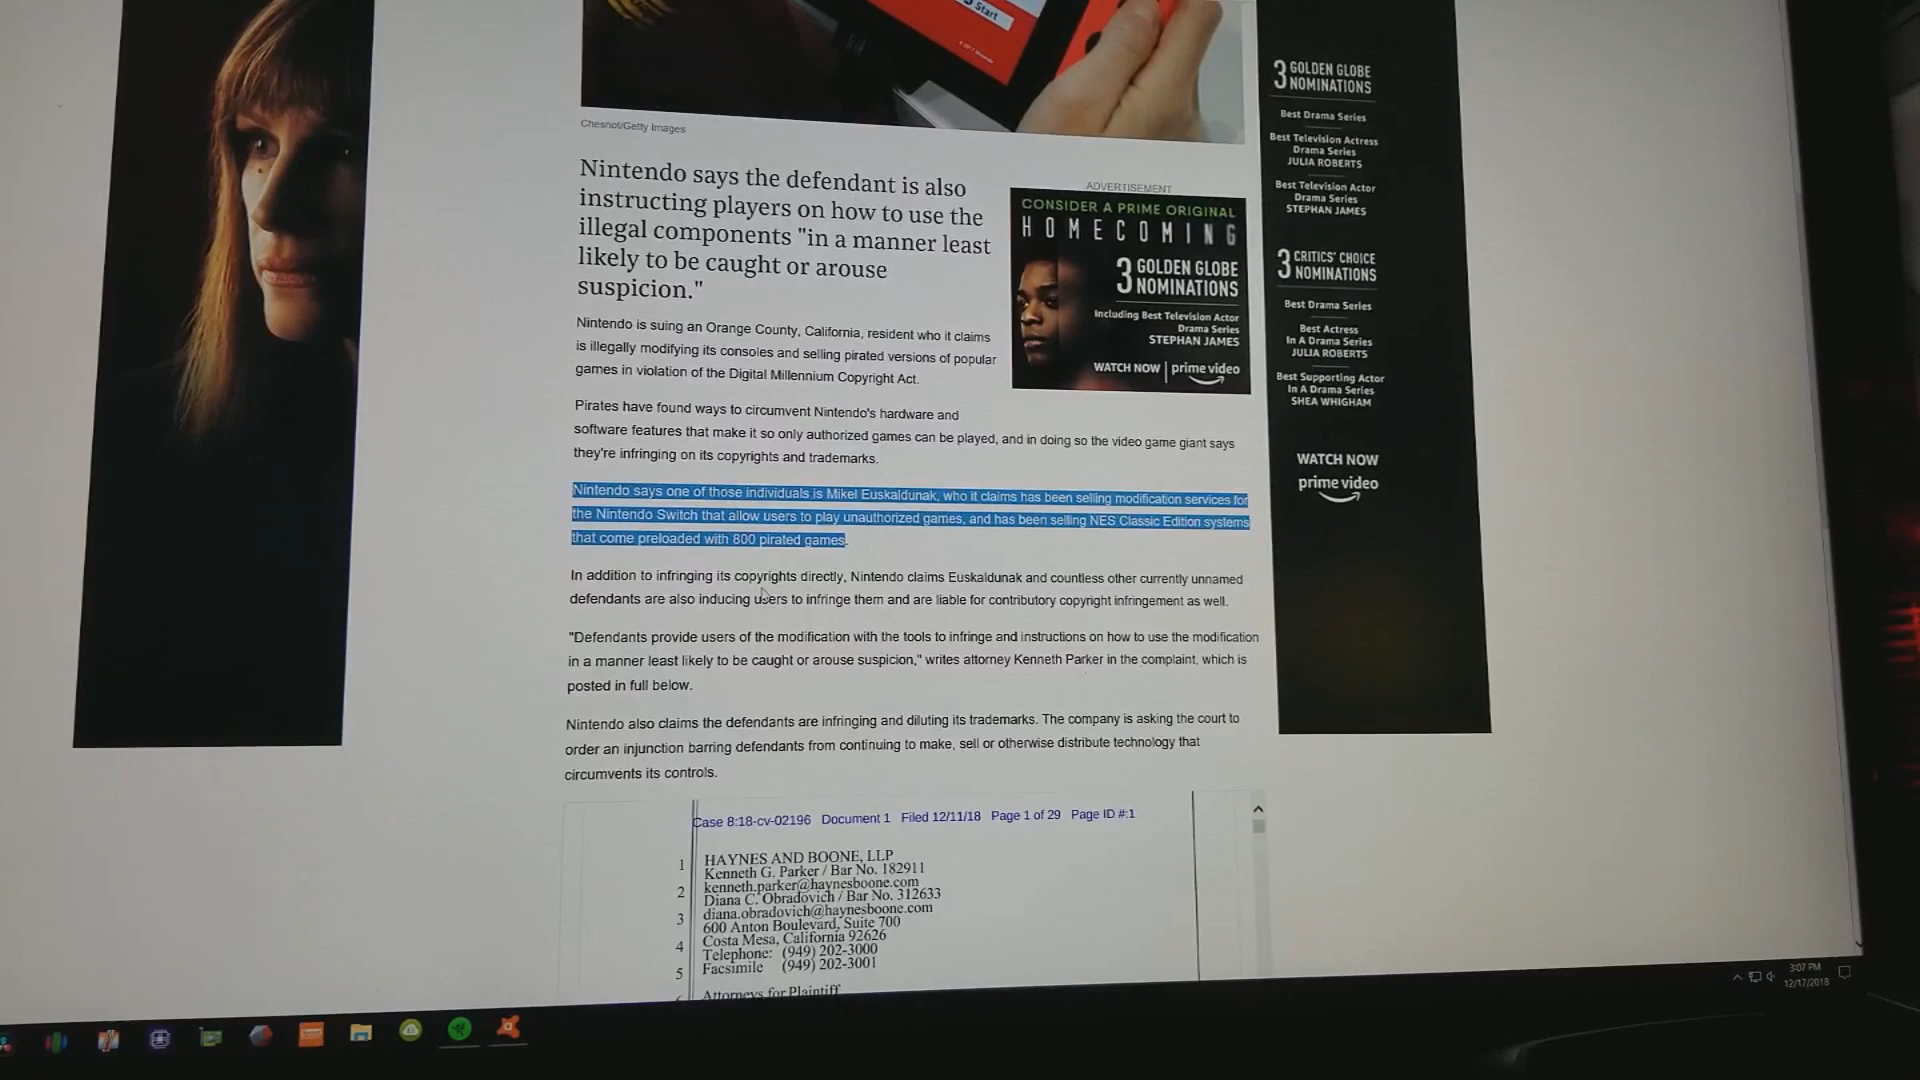 Start
Chesnot/Getty Images
Nintendo says the defendant is also
instructing players on how to use the
illegal components "in a manner least
likely to be caught or arouse
suspicion."
Nintendo is suing an Orange County, California, resident who it claims
is illegally modifying its consoles and selling pirated versions of popular
games in violation of the Digital Millennium Copyright Act.
Pirates have found ways to circumvent Nintendo's hardware and
software features that make it so only authorized games can be played, and in doing so the video game giant says
they're infringing on its copyrights and trademarks.
Nintendo says one of those individuals is Mikel Euskaldunak, who it claims has been selling modification services for
the Nintendo Switch that allow users to play unauthorized games, and has been selling NES Classic Edition systems
that come preloaded with 800 pirated games.
In addition to infringing its copyrights directly, Nintendo claims Euskaldunak and countless other currently unnamed
defendants are also inducing users to infringe them and are liable for contributory copyright infringement as well.
"Defendants provide users of the modification with the tools to infringe and instructions on how to use the modification
in a manner least likely to be caught or arouse suspicion," writes attorney Kenneth Parker in the complaint, which is
posted in full below.
Nintendo also claims the defendants are infringing and diluting its trademarks. The company is asking the court to
order an injunction barring defendants from continuing to make, sell or otherwise distribute technology that
circumvents its controls.
Case 8:18-cv-02196 Document 1 Filed 12/11/18 Page 1 of 29 Page ID #:1
1 HAYNES AND BOONE, LLP
Kenneth G. Parker / Bar No. 182911
2 kenneth.parker@haynesboone.com
Diana C. Obradovich / Bar No. 312633
3 diana.obradovich@haynesboone.com
600 Anton Boulevard, Suite 700
4 Costa Mesa, California 92626
Telephone: (949) 202-3000
5 Facsimile (949) 202-3001
Attorneys for Plaintiff
ADVERTISEMENT
CONSIDER A PRIME ORIGINAL
HOMECOMING
3 GOLDEN GLOBE
NOMINATIONS
Including Best Television Actor
Drama Series
STEPHAN JAMES
WATCH NOW | prime video
3 GOLDEN GLOBE
NOMINATIONS
Best Drama Series
Best Television Actress
Drama Series
JULIA ROBERTS
Best Television Actor
Drama Series
STEPHAN JAMES
3 CRITICS' CHOICE
NOMINATIONS
Best Drama Series
Best Actress
In A Drama Series
JULIA ROBERTS
Best Supporting Actor
In A Drama Series
SHEA WHIGHAM
WATCH NOW
prime video
3:07 PM
12/17/2018